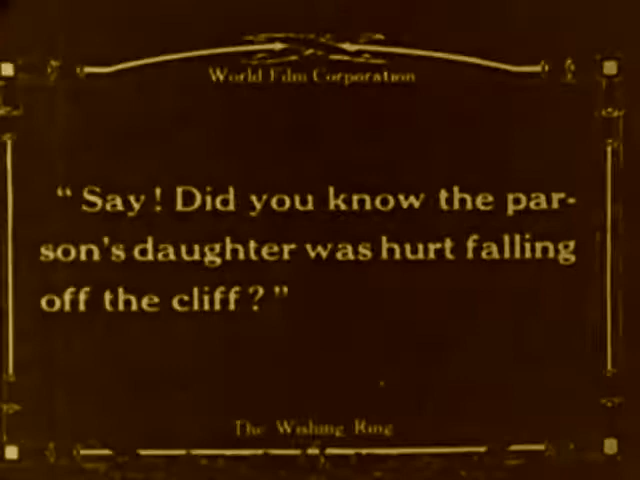 World Film Corporation
“Say! Did you know the par-
son's daughter was hurt falling
off the cliff?”
The Wishing Ring